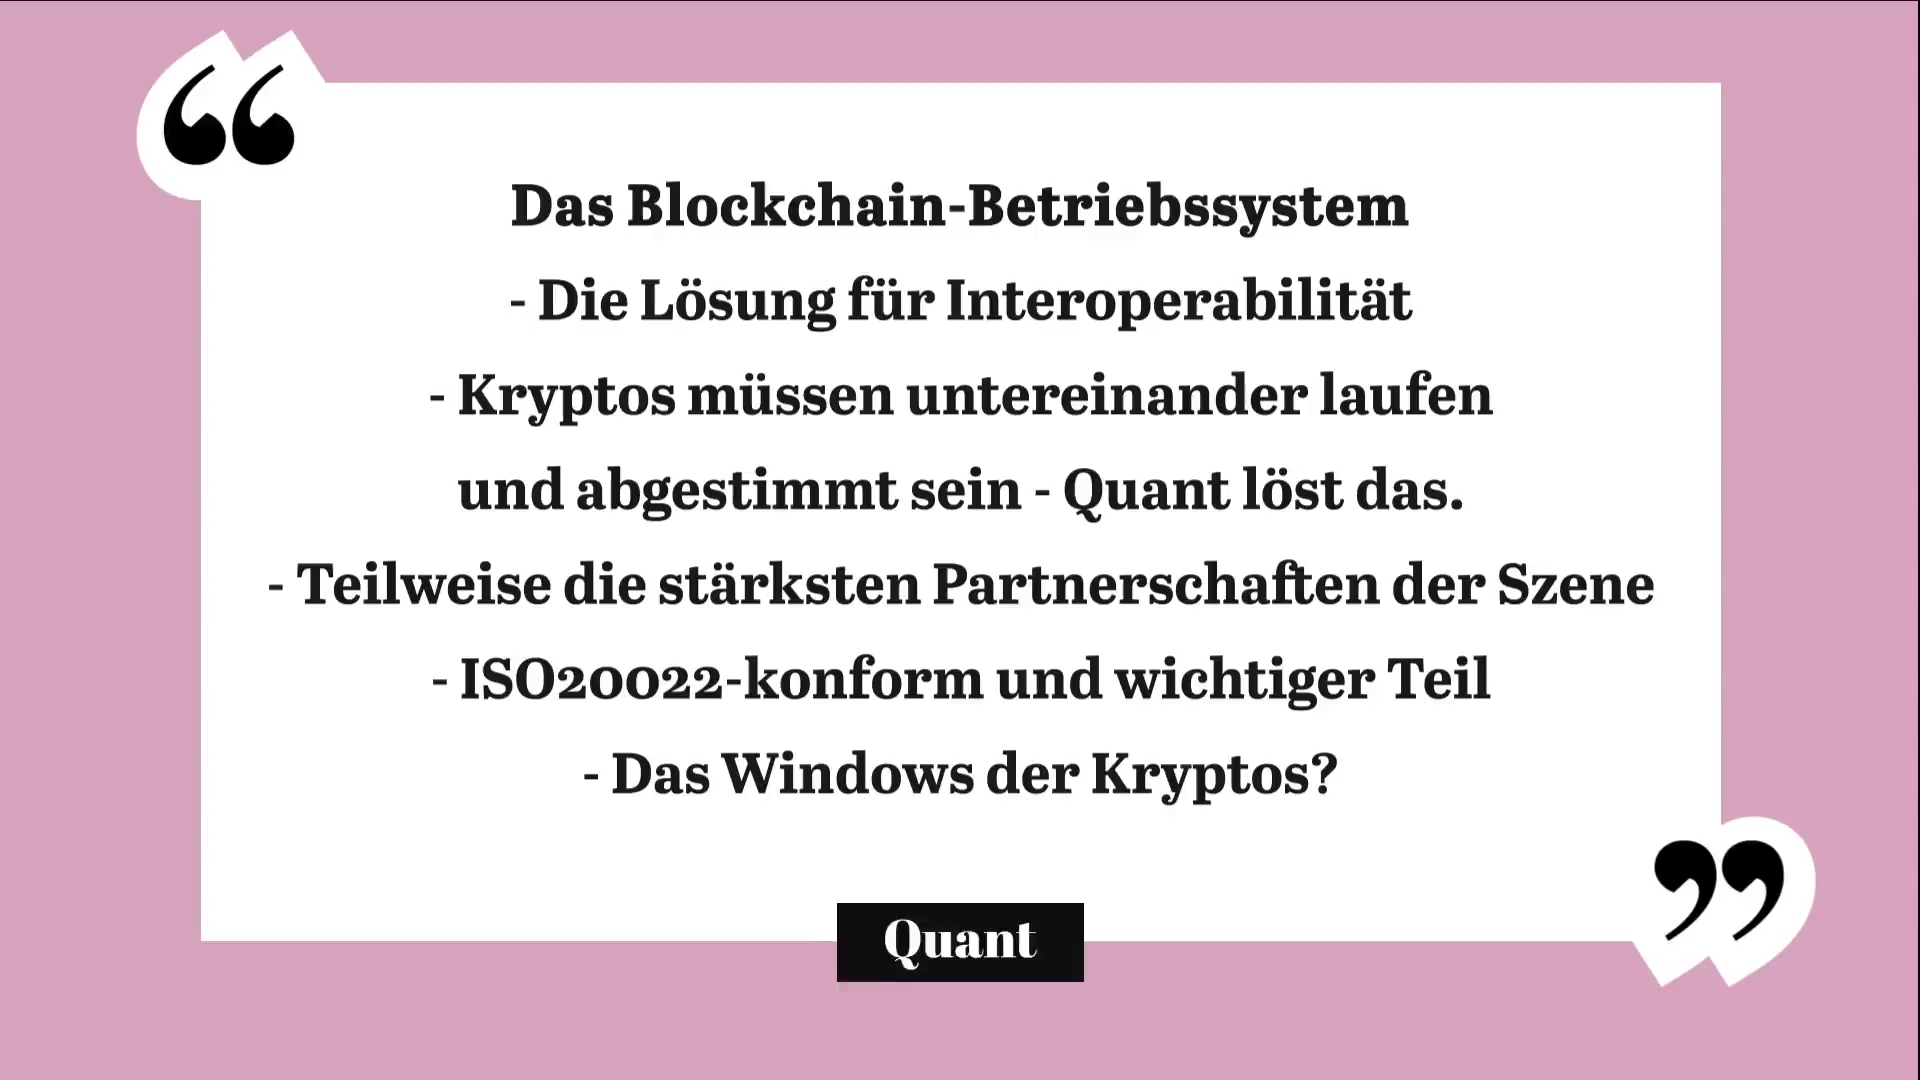 “
Das Blockchain-Betriebssystem
- Die Lösung für Interoperabilität
- Kryptos müssen untereinander laufen
und abgestimmt sein - Quant löst das.
- Teilweise die stärksten Partnerschaften der Szene
- ISO20022-konform und wichtiger Teil
- Das Windows der Kryptos?
”
Quant